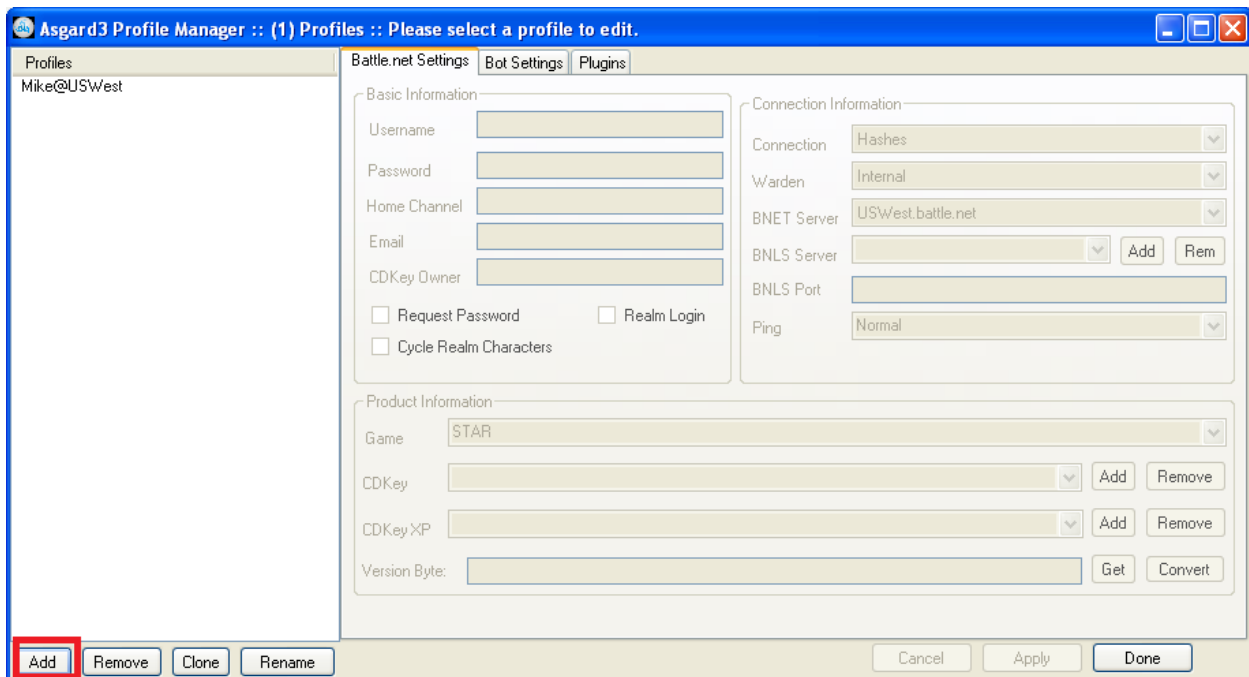 Asgard3 Profile Manager :: (1) Profiles :: Please select a profile to edit.
Profiles
Mike@USWest
Battle.net Settings Bot Settings Plugins
Basic Information
Username
Password
Home Channel
Email
CDKey Owner
Request Password Realm Login
Cycle Realm Characters
Connection Information
Connection Hashes
Warden Internal
BNET Server USWest.battle.net
BNLS Server Add Rem
BNLS Port
Ping Normal
Product Information
Game STAR
CDKey Add Remove
CDKey XP Add Remove
Version Byte: Get Convert
Add Remove Clone Rename
Cancel Apply Done